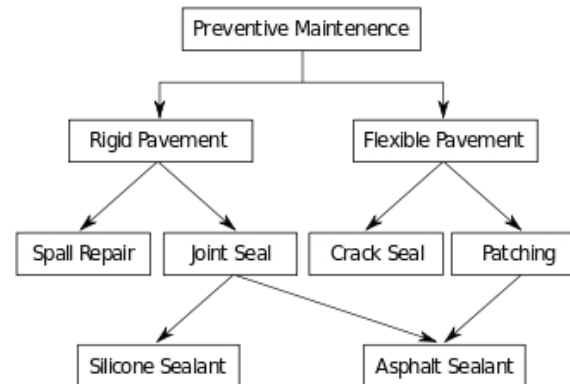 Preventive Maintenence
Rigid Pavement
Flexible Pavement
Spall Repair
Joint Seal
Crack Seal
Patching
Silicone Sealant
Asphalt Sealant